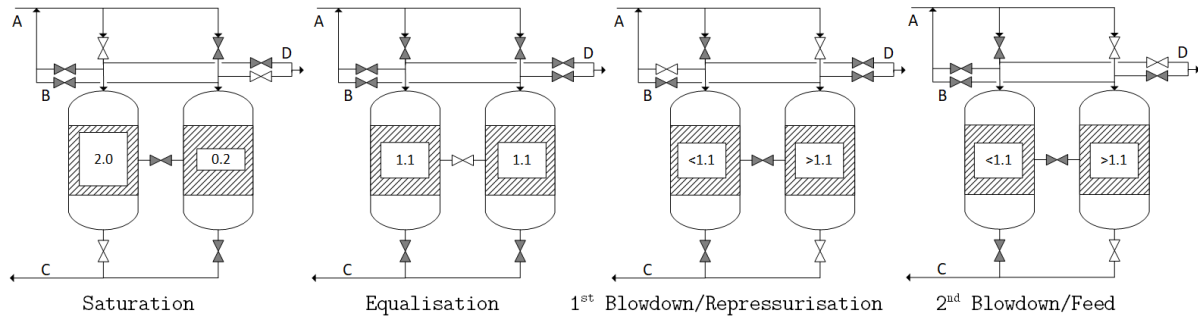 A
D
B
2.0
0.2
C
Saturation
A
D
B
1.1
1.1
C
Equalisation
A
D
B
<1.1
>1.1
C
1st Blowdown/Repressurisation
A
D
B
<1.1
>1.1
C
2nd Blowdown/Feed